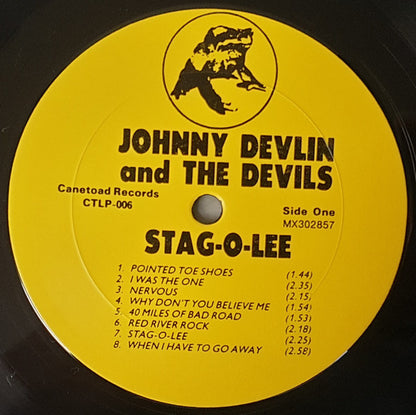 JOHNNY DEVLIN
and THE DEVILS
Canetoad Records
CTLP-006
Side One
MX302857
STAG-O-LEE
1. POINTED TOE SHOES (1.44)
2. I WAS THE ONE (2.35)
3. NERVOUS (2.15)
4. WHY DON'T YOU BELIEVE ME (1.54)
5. 40 MILES OF BAD ROAD (1.53)
6. RED RIVER ROCK (2.18)
7. STAG-O-LEE (2.25)
8. WHEN I HAVE TO GO AWAY (2.58)